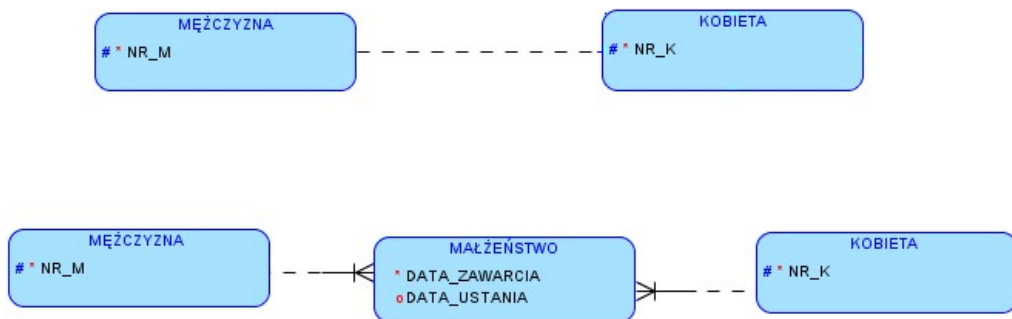 MĘŻCZYZNA
# * NR_M
KOBIETA
# * NR_K
MĘŻCZYZNA
# * NR_M
MAŁŻEŃSTWO
* DATA_ZAWARCIA
o DATA_USTANIA
KOBIETA
# * NR_K